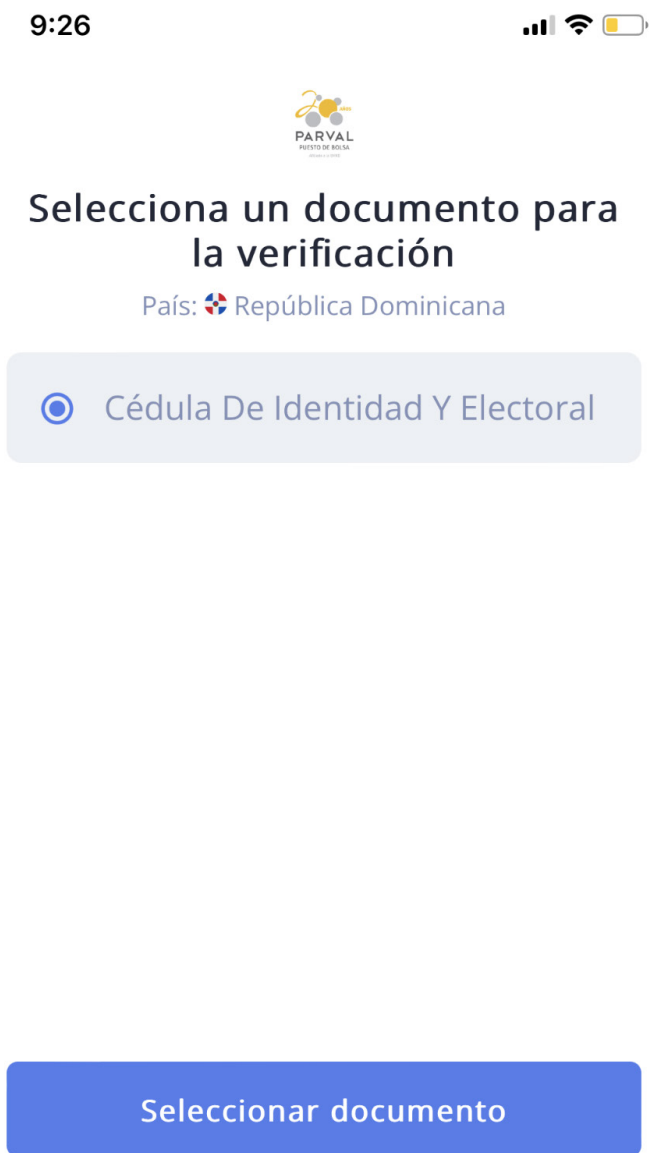 9:26
años
PARVAL
PUESTO DE BOLSA
Selecciona un documento para
la verificación
País: República Dominicana
Cédula De Identidad Y Electoral
Seleccionar documento